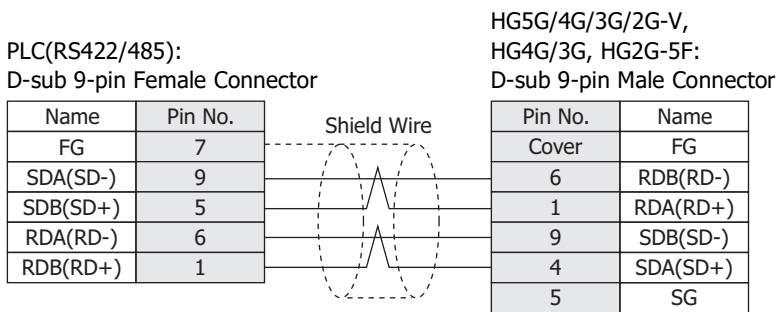 HG5G/4G/3G/2G-V,
PLC(RS422/485): HG4G/3G, HG2G-5F:
D-sub 9-pin Female Connector D-sub 9-pin Male Connector
Name Pin No. Shield Wire Pin No. Name
FG 7 Cover FG
SDA(SD-) 9 6 RDB(RD-)
SDB(SD+) 5 1 RDA(RD+)
RDA(RD-) 6 9 SDB(SD-)
RDB(RD+) 1 4 SDA(SD+)
5 SG